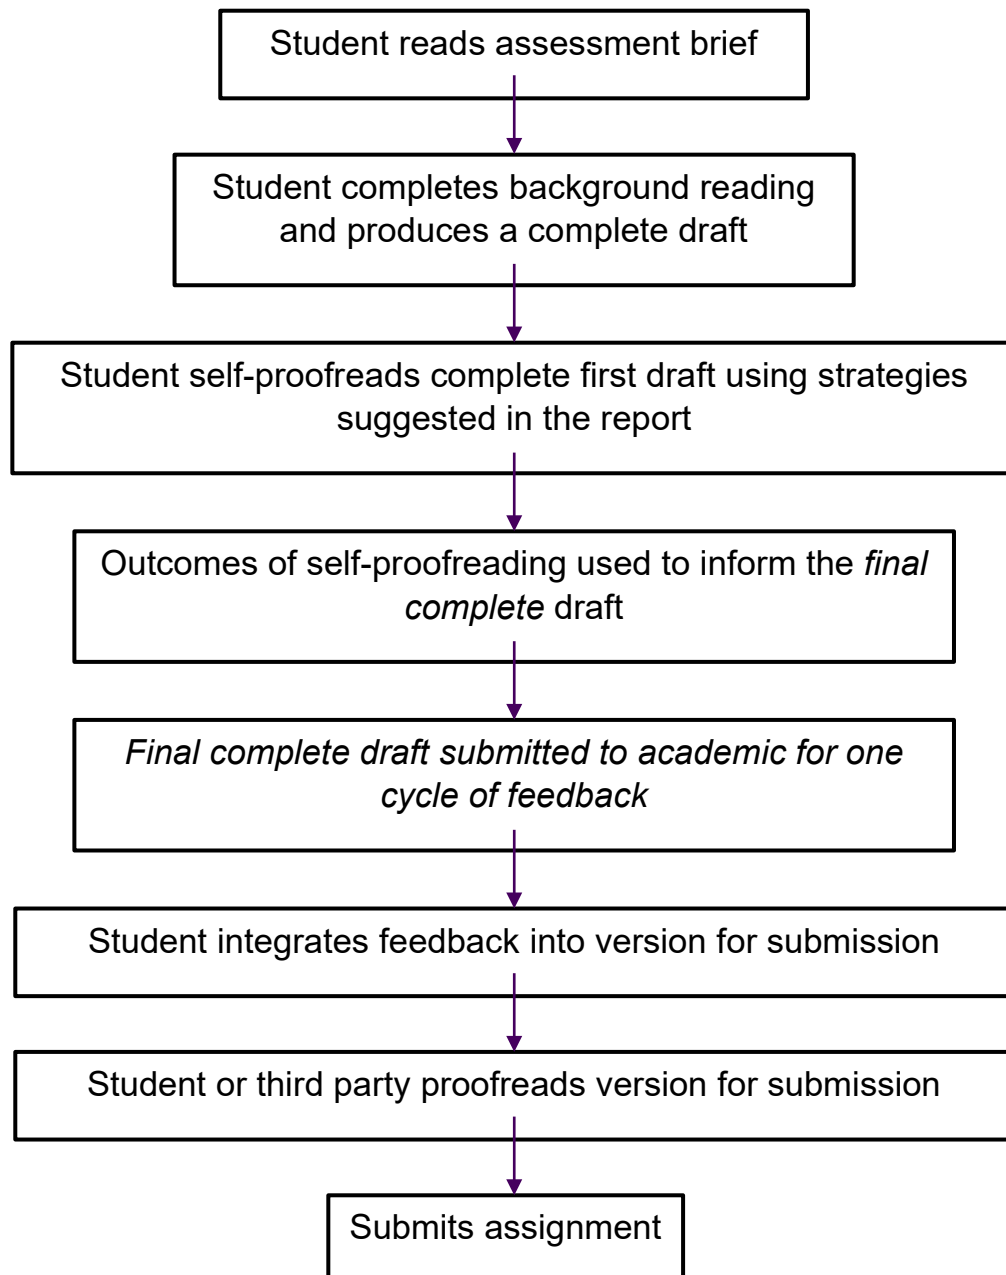 Student reads assessment brief
Student completes background reading
and produces a complete draft
Student self-proofreads complete first draft using strategies
suggested in the report
Outcomes of self-proofreading used to inform the final
complete draft
Final complete draft submitted to academic for one
cycle of feedback
Student integrates feedback into version for submission
Student or third party proofreads version for submission
Submits assignment